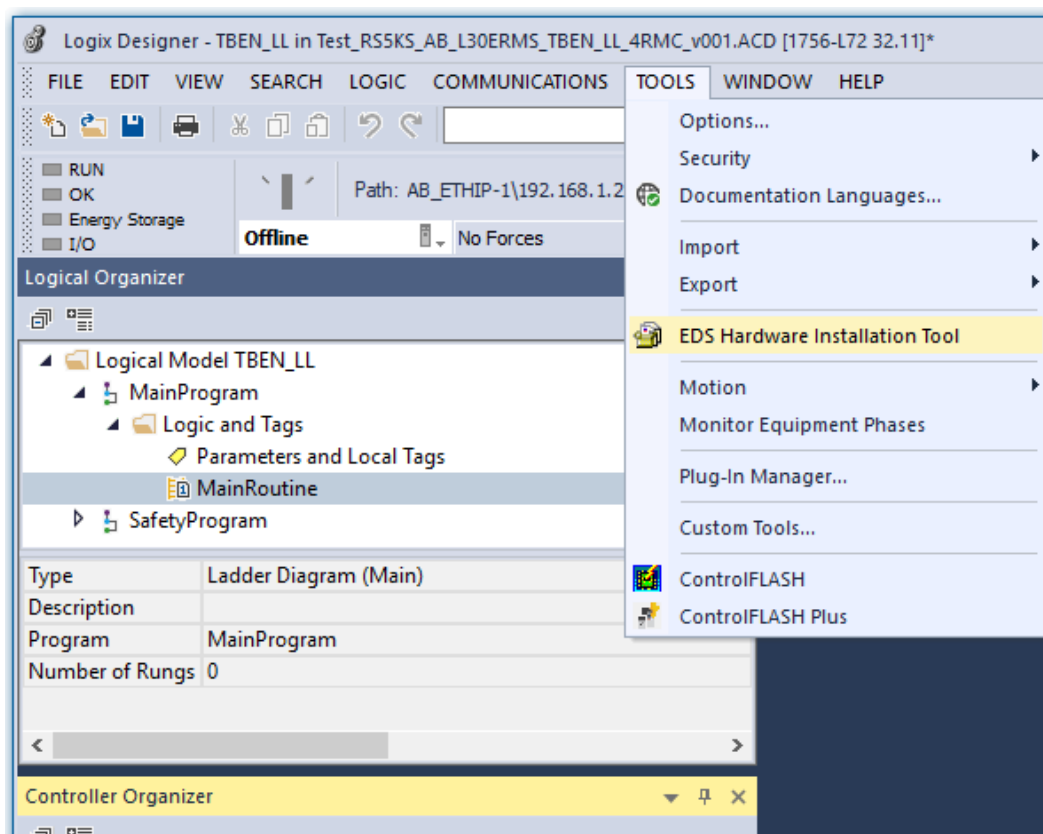 Logix Designer - TBEN_LL in Test_RS5KS_AB_L30ERMS_TBEN_LL_4RMC_v001.ACD [1756-L72 32.11]*
FILE EDIT VIEW SEARCH LOGIC COMMUNICATIONS TOOLS WINDOW HELP
Options...
Security
Documentation Languages...
Import
Export
EDS Hardware Installation Tool
Motion
Monitor Equipment Phases
Plug-In Manager...
Custom Tools...
ControlFLASH
ControlFLASH Plus
RUN
OK
Energy Storage
I/O
Path: AB_ETHIP-1\192.168.1.2
Offline
No Forces
Logical Organizer
Logical Model TBEN_LL
MainProgram
Logic and Tags
Parameters and Local Tags
MainRoutine
SafetyProgram
Type Ladder Diagram (Main)
Description
Program MainProgram
Number of Rungs 0
Controller Organizer